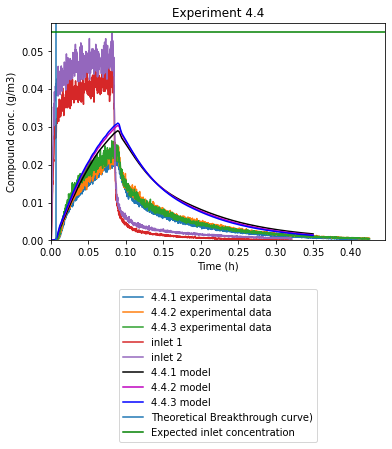 Experiment 4.4
Compound conc. (g/m3)
0.05
0.04
0.03
0.02
0.01
0.00
0.00 0.05 0.10 0.15 0.20 0.25 0.30 0.35 0.40
Time (h)
4.4.1 experimental data
4.4.2 experimental data
4.4.3 experimental data
inlet 1
inlet 2
4.4.1 model
4.4.2 model
4.4.3 model
Theoretical Breakthrough curve)
Expected inlet concentration